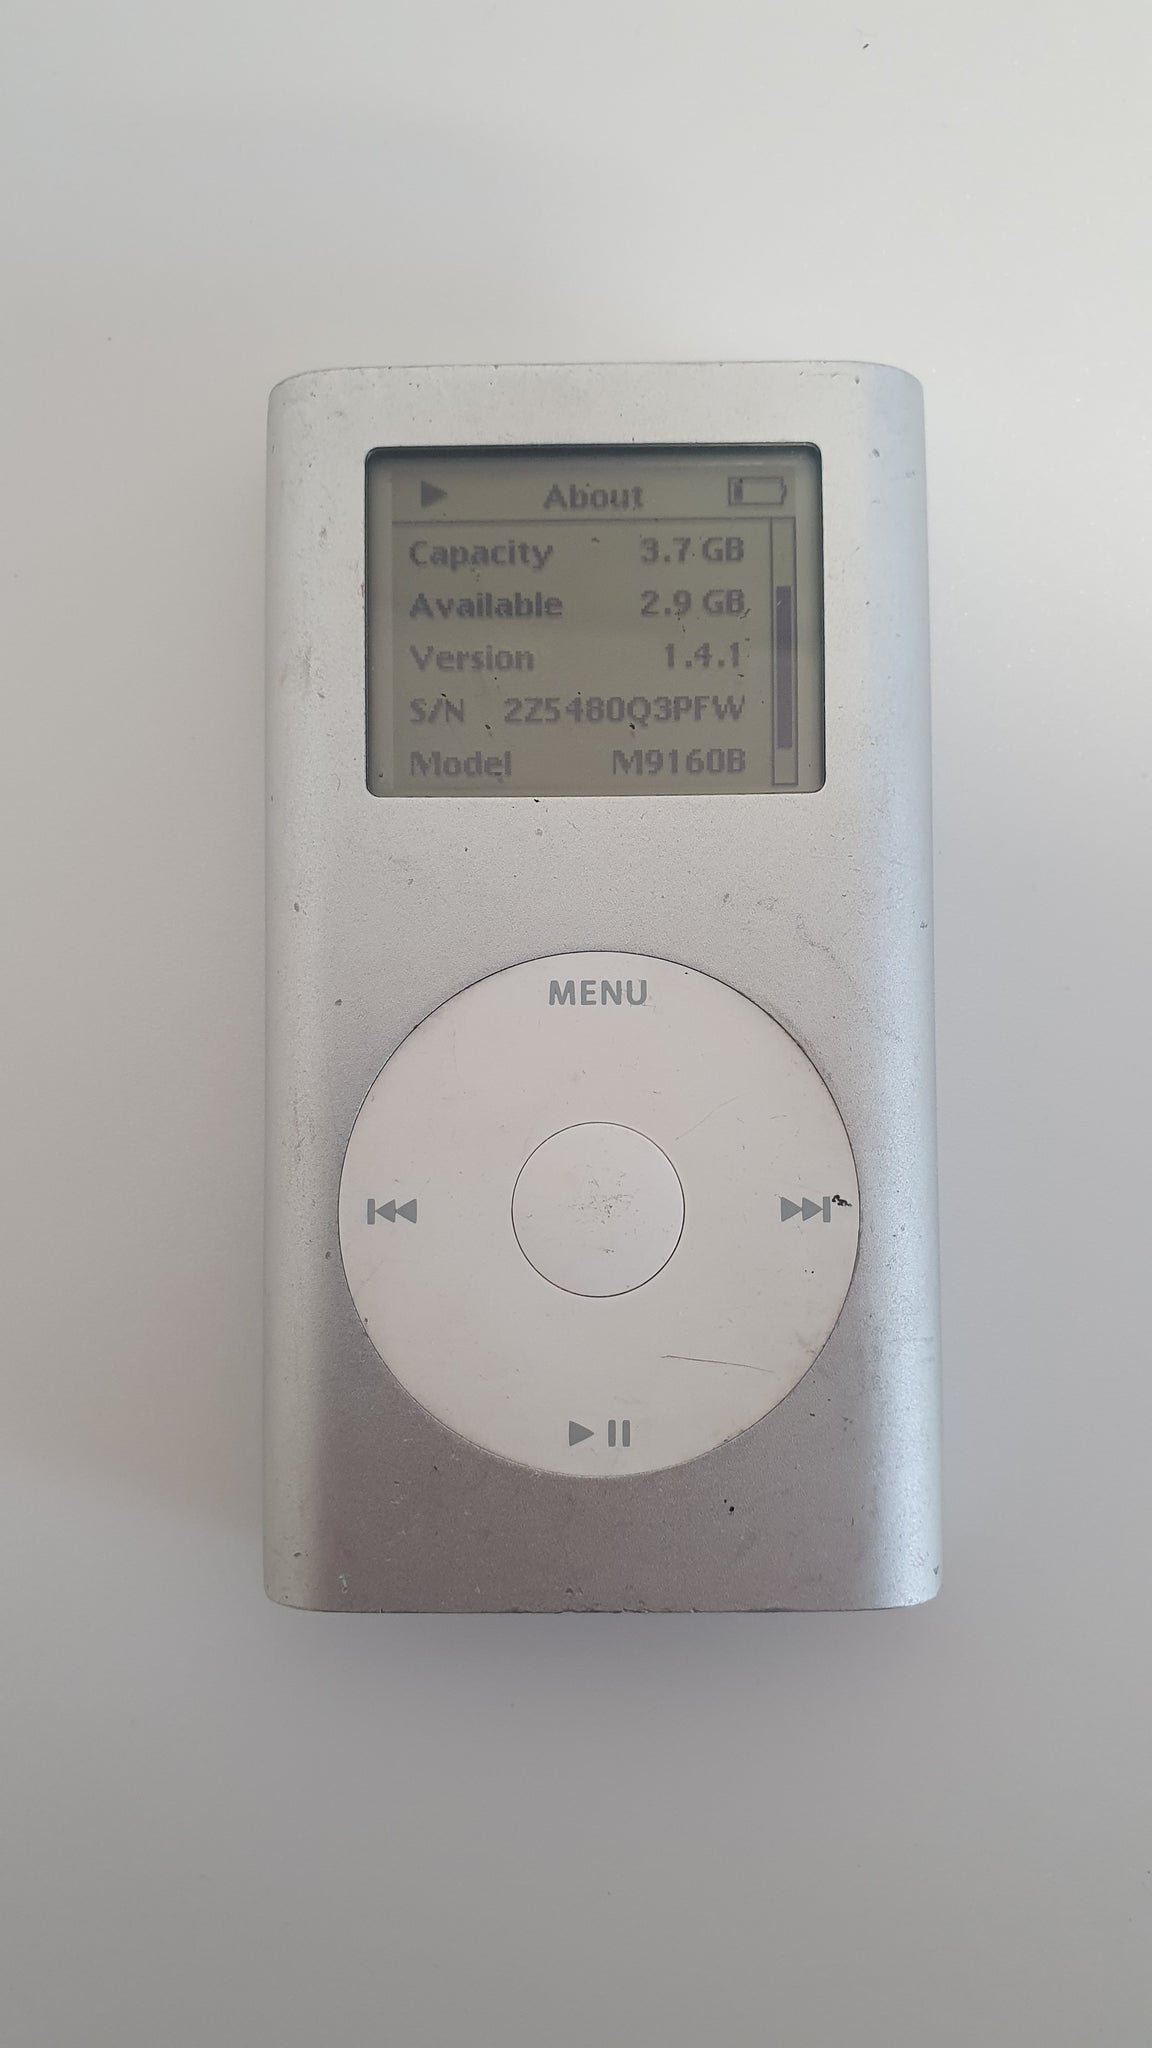 About
Capacity 3.7 GB
Available 2.9 GB
Version 1.4.1
S/N 2Z5480Q3PFW
Model M9160B
MENU